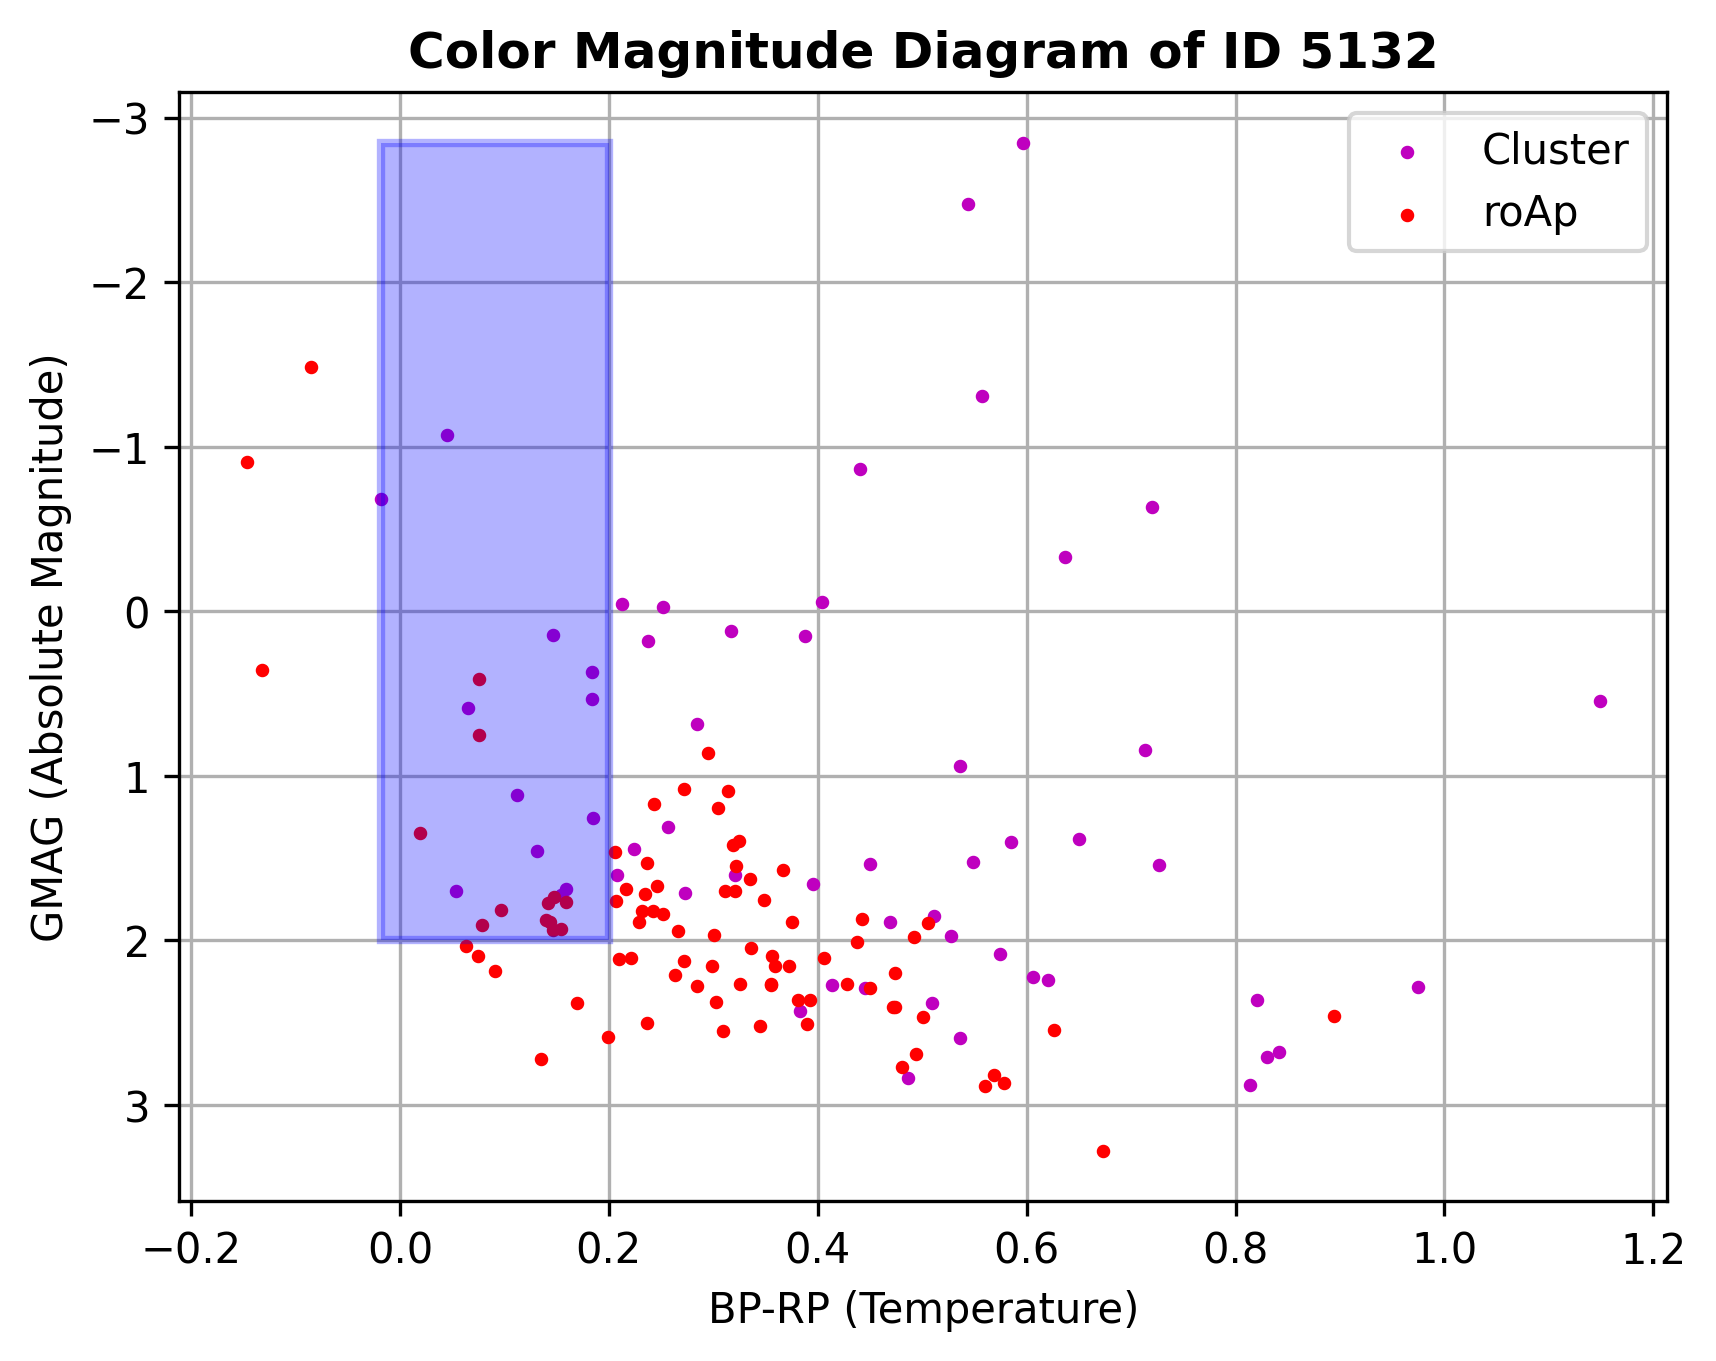 Color Magnitude Diagram of ID 5132
Cluster
roAp
GMAG (Absolute Magnitude)
−3
−2
−1
0
1
2
3
−0.2 0.0 0.2 0.4 0.6 0.8 1.0 1.2
BP-RP (Temperature)